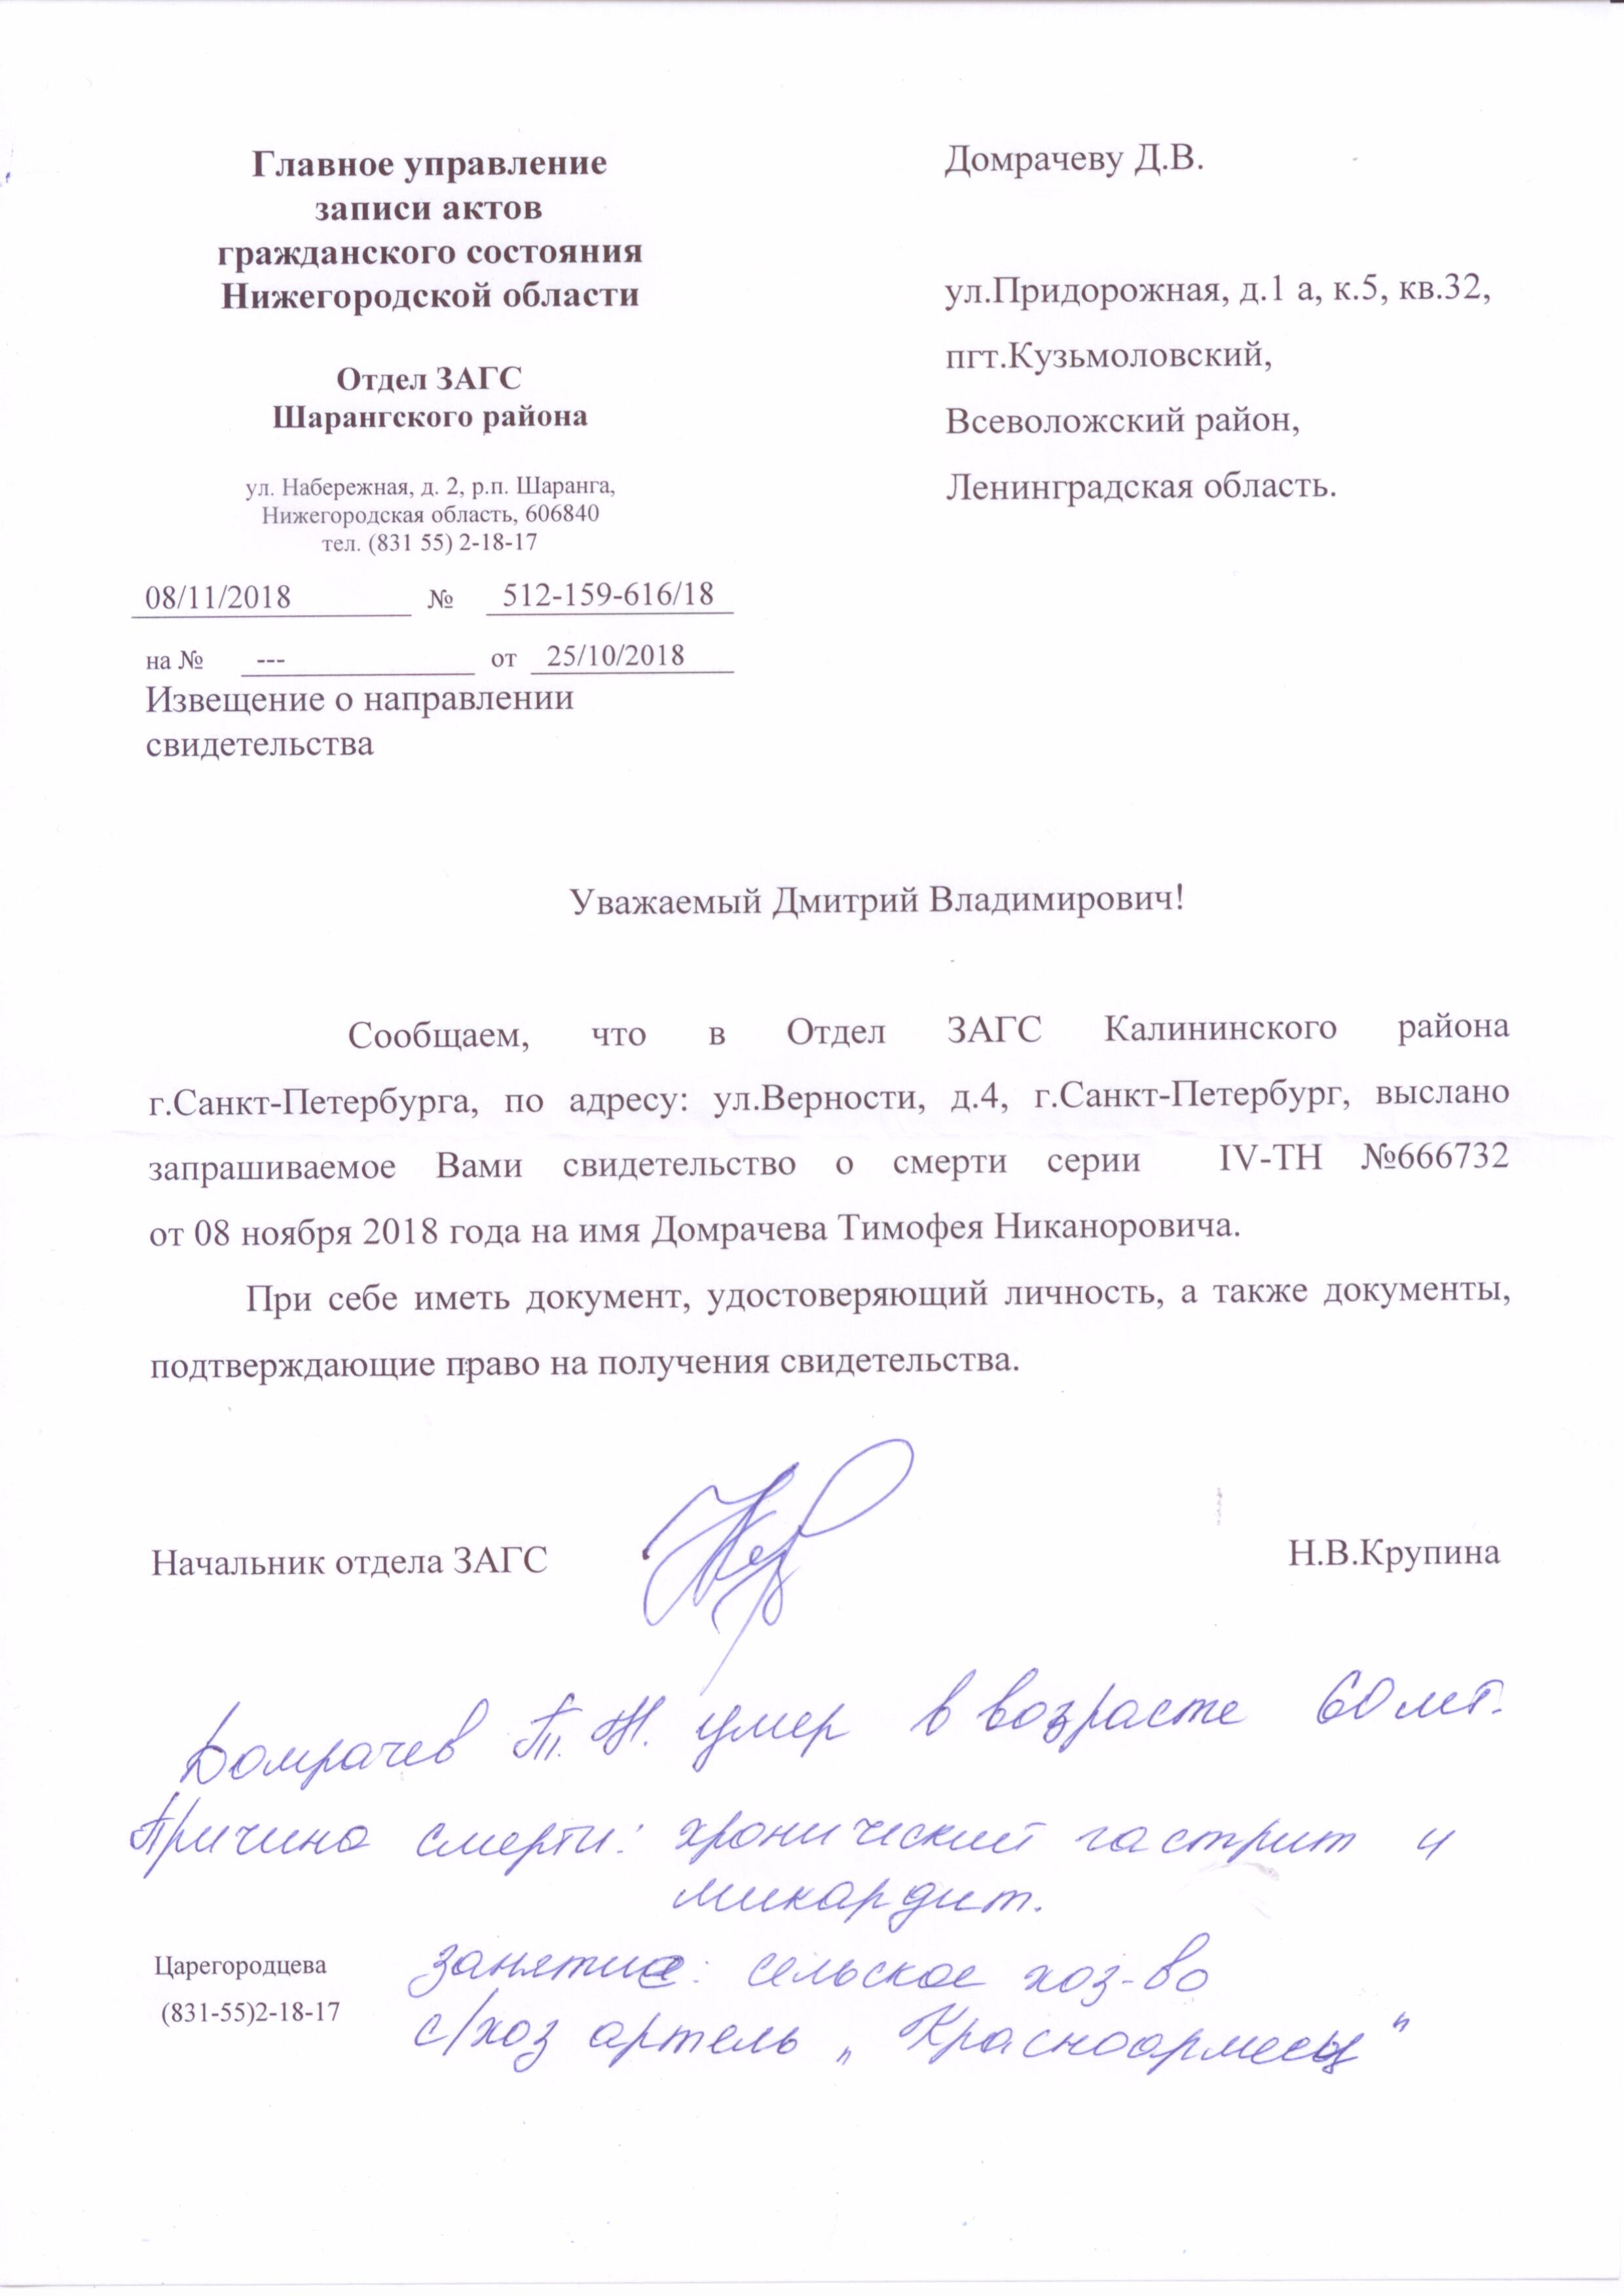 Главное управление
записи актов
гражданского состояния
Нижегородской области
Отдел ЗАГС
Шарангского района
ул. Набережная, д. 2, р.п. Шаранга,
Нижегородская область, 606840
тел. (831 55) 2-18-17
08/11/2018 № 512-159-616/18
на № --- от 25/10/2018
Извещение о направлении
свидетельства
Домрачеву Д.В.
ул.Придорожная, д.1 а, к.5, кв.32,
пгт.Кузьмоловский,
Всеволожский район,
Ленинградская область.
Уважаемый Дмитрий Владимирович!
Сообщаем, что в Отдел ЗАГС Калининского района
г.Санкт-Петербурга, по адресу: ул.Верности, д.4, г.Санкт-Петербург, выслано
запрашиваемое Вами свидетельство о смерти серии IV-ТН №666732
от 08 ноября 2018 года на имя Домрачева Тимофея Никаноровича.
При себе иметь документ, удостоверяющий личность, а также документы,
подтверждающие право на получения свидетельства.
Начальник отдела ЗАГС Н.В.Крупина
Домрачев Т.Н. умер в возрасте 60 лет.
Причина смерти: хронический гастрит и
микардит.
Царегородцева
(831-55)2-18-17
занятие: сельское хоз-во
с/хоз артель „Красноармеец"